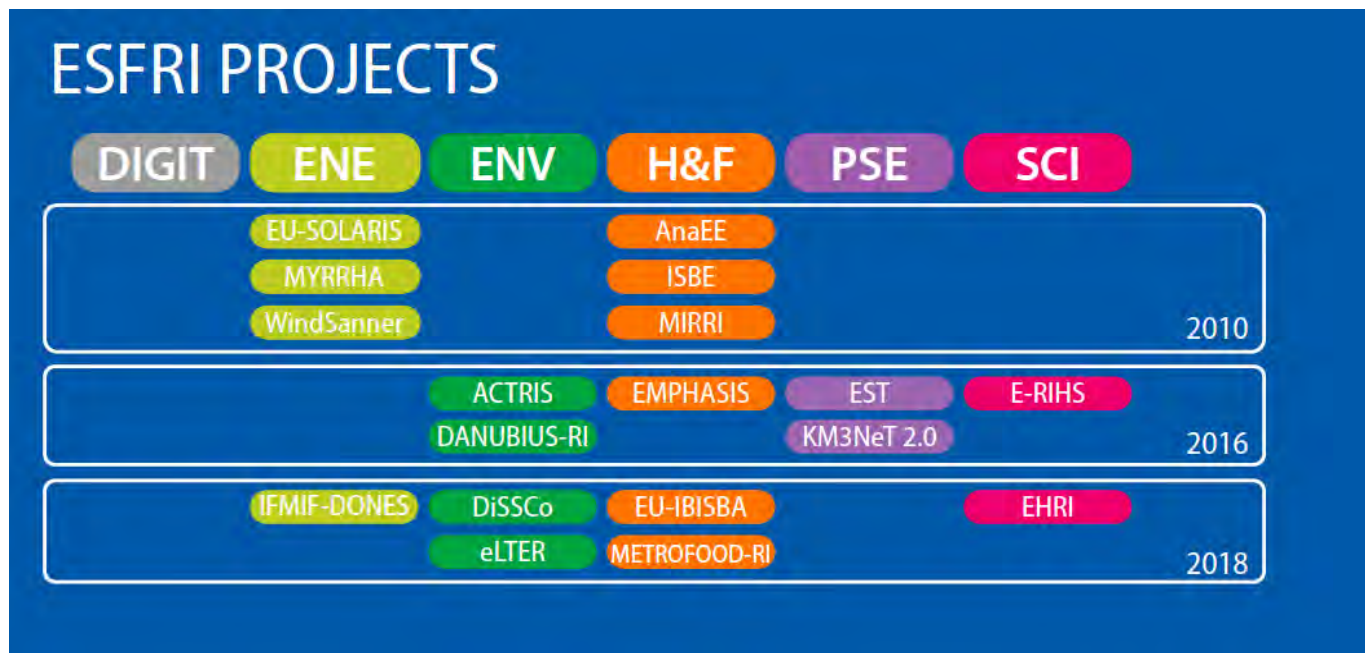 ESFRI PROJECTS
DIGIT ENE ENV H&F PSE SCI
EU-SOLARIS AnaEE
MYRRHA ISBE
WindSanner MIRRI 2010
ACTRIS EMPHASIS EST E-RIHS
DANUBIUS-RI KM3NeT 2.0 2016
IFMIF-DONES DiSSCo EU-IBISBA EHRI
eLTER METROFOOD-RI 2018